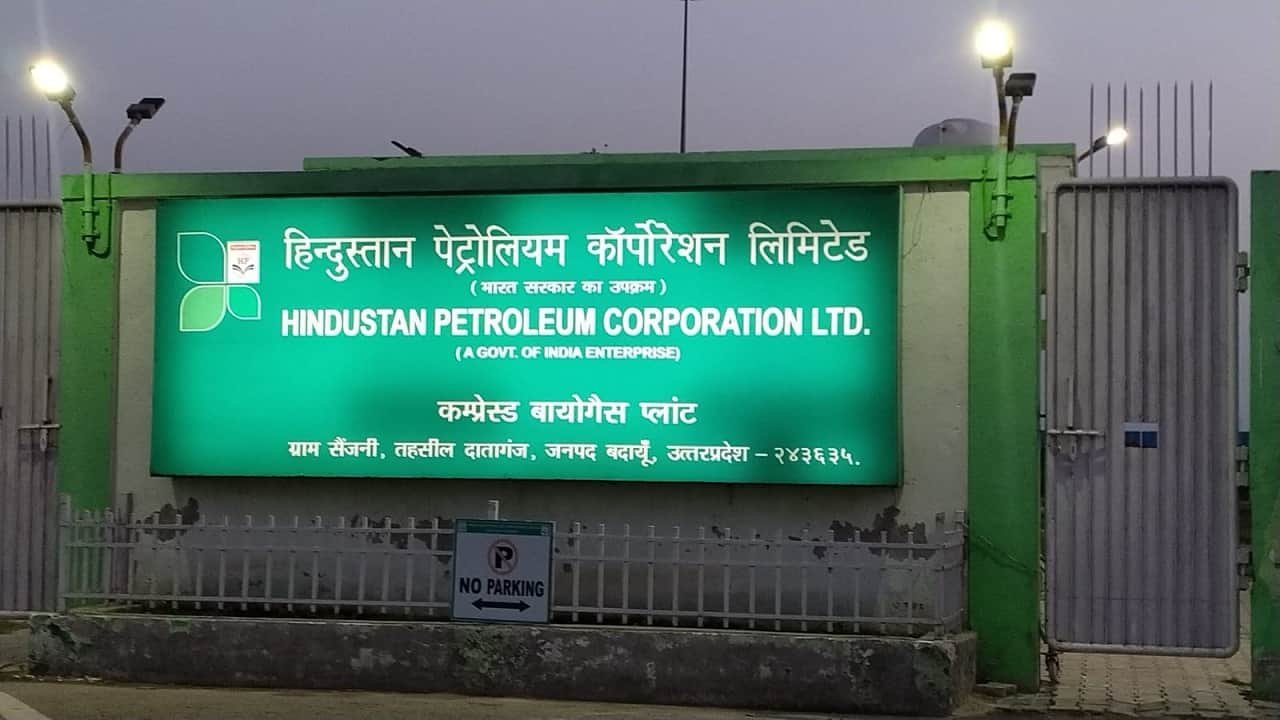 हिन्दुस्तान पेट्रोलियम कॉर्पोरेशन लिमिटेड
( भारत सरकार का उपक्रम )
HINDUSTAN PETROLEUM CORPORATION LTD.
( A GOVT. OF INDIA ENTERPRISE)
कम्प्रेस्ड बायोगैस प्लांट
ग्राम सैंजनी, तहसील दातागंज, जनपद बदायूँ, उत्तरप्रदेश – २४३६३५.
HP
P
NO PARKING